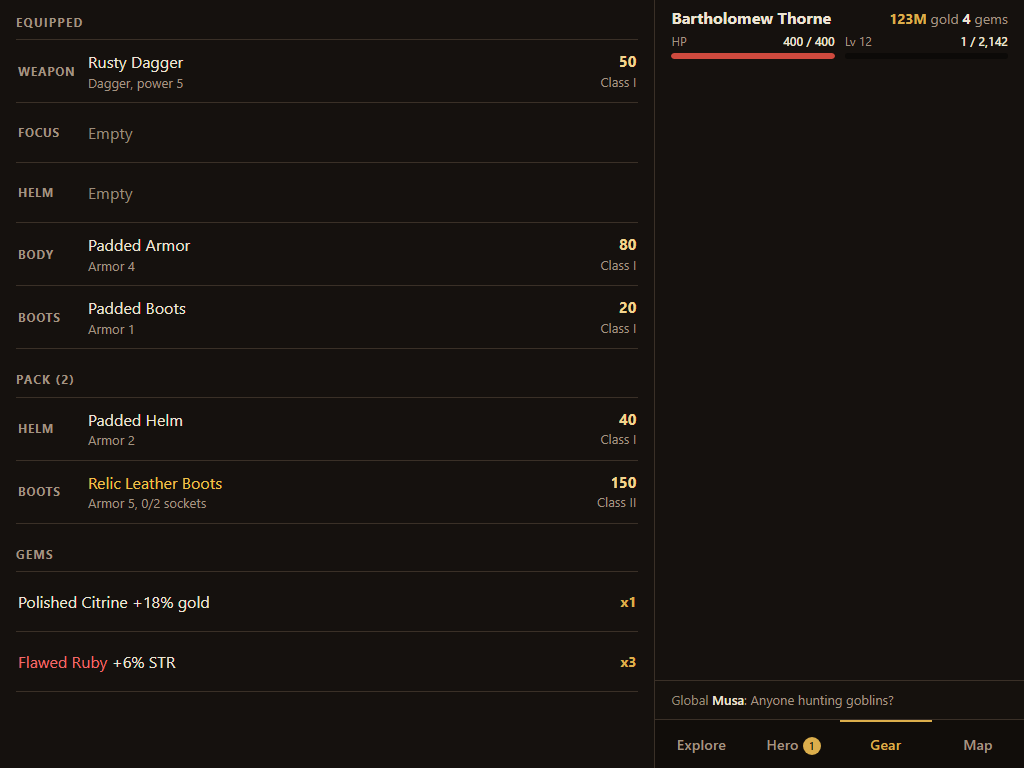 EQUIPPED
WEAPON
Rusty Dagger
50
Dagger, power 5
Class I
FOCUS
Empty
HELM
Empty
BODY
Padded Armor
80
Armor 4
Class I
BOOTS
Padded Boots
20
Armor 1
Class I
PACK (2)
HELM
Padded Helm
40
Armor 2
Class I
BOOTS
Relic Leather Boots
150
Armor 5, 0/2 sockets
Class II
GEMS
Polished Citrine +18% gold
x1
Flawed Ruby +6% STR
x3
Bartholomew Thorne
123M gold 4 gems
HP
400 / 400
Lv 12
1 / 2,142
Global Musa: Anyone hunting goblins?
Explore
Hero 1
Gear
Map